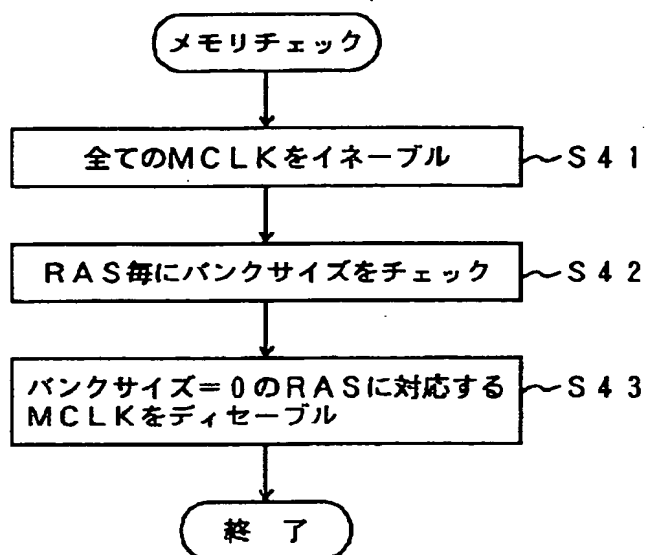 メモリチェック
全てのMCLKをイネーブル
~S41
RAS毎にバンクサイズをチェック
~S42
バンクサイズ=0のRASに対応する
MCLKをディセーブル
~S43
終 了